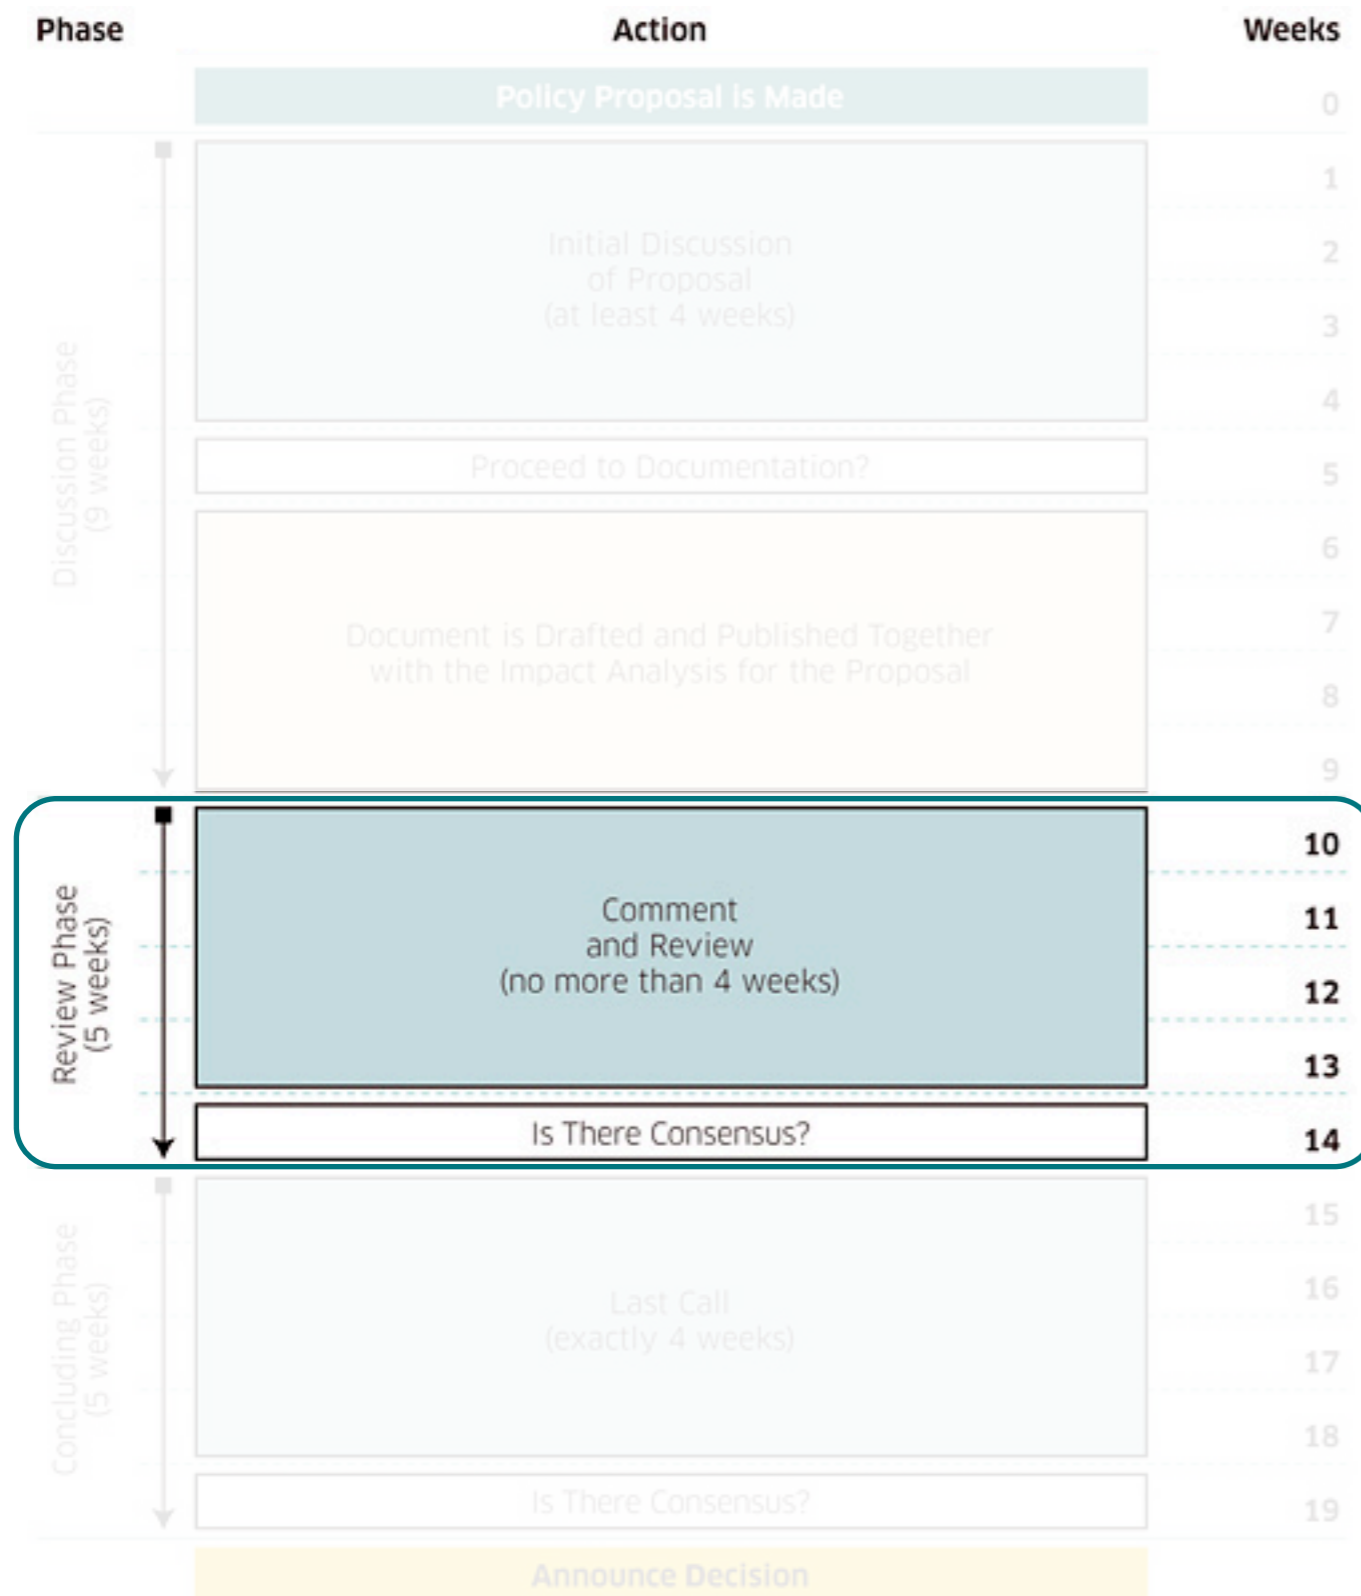 Phase
Action
Weeks
Policy Proposal is Made
0
Discussion Phase
(9 weeks)
Initial Discussion
of Proposal
(at least 4 weeks)
1
2
3
4
Proceed to Documentation?
5
Document is Drafted and Published Together
with the Impact Analysis for the Proposal
6
7
8
9
Review Phase
(5 weeks)
Comment
and Review
(no more than 4 weeks)
10
11
12
13
Is There Consensus?
14
Concluding Phase
(5 weeks)
Last Call
(exactly 4 weeks)
15
16
17
18
Is There Consensus?
19
Announce Decision